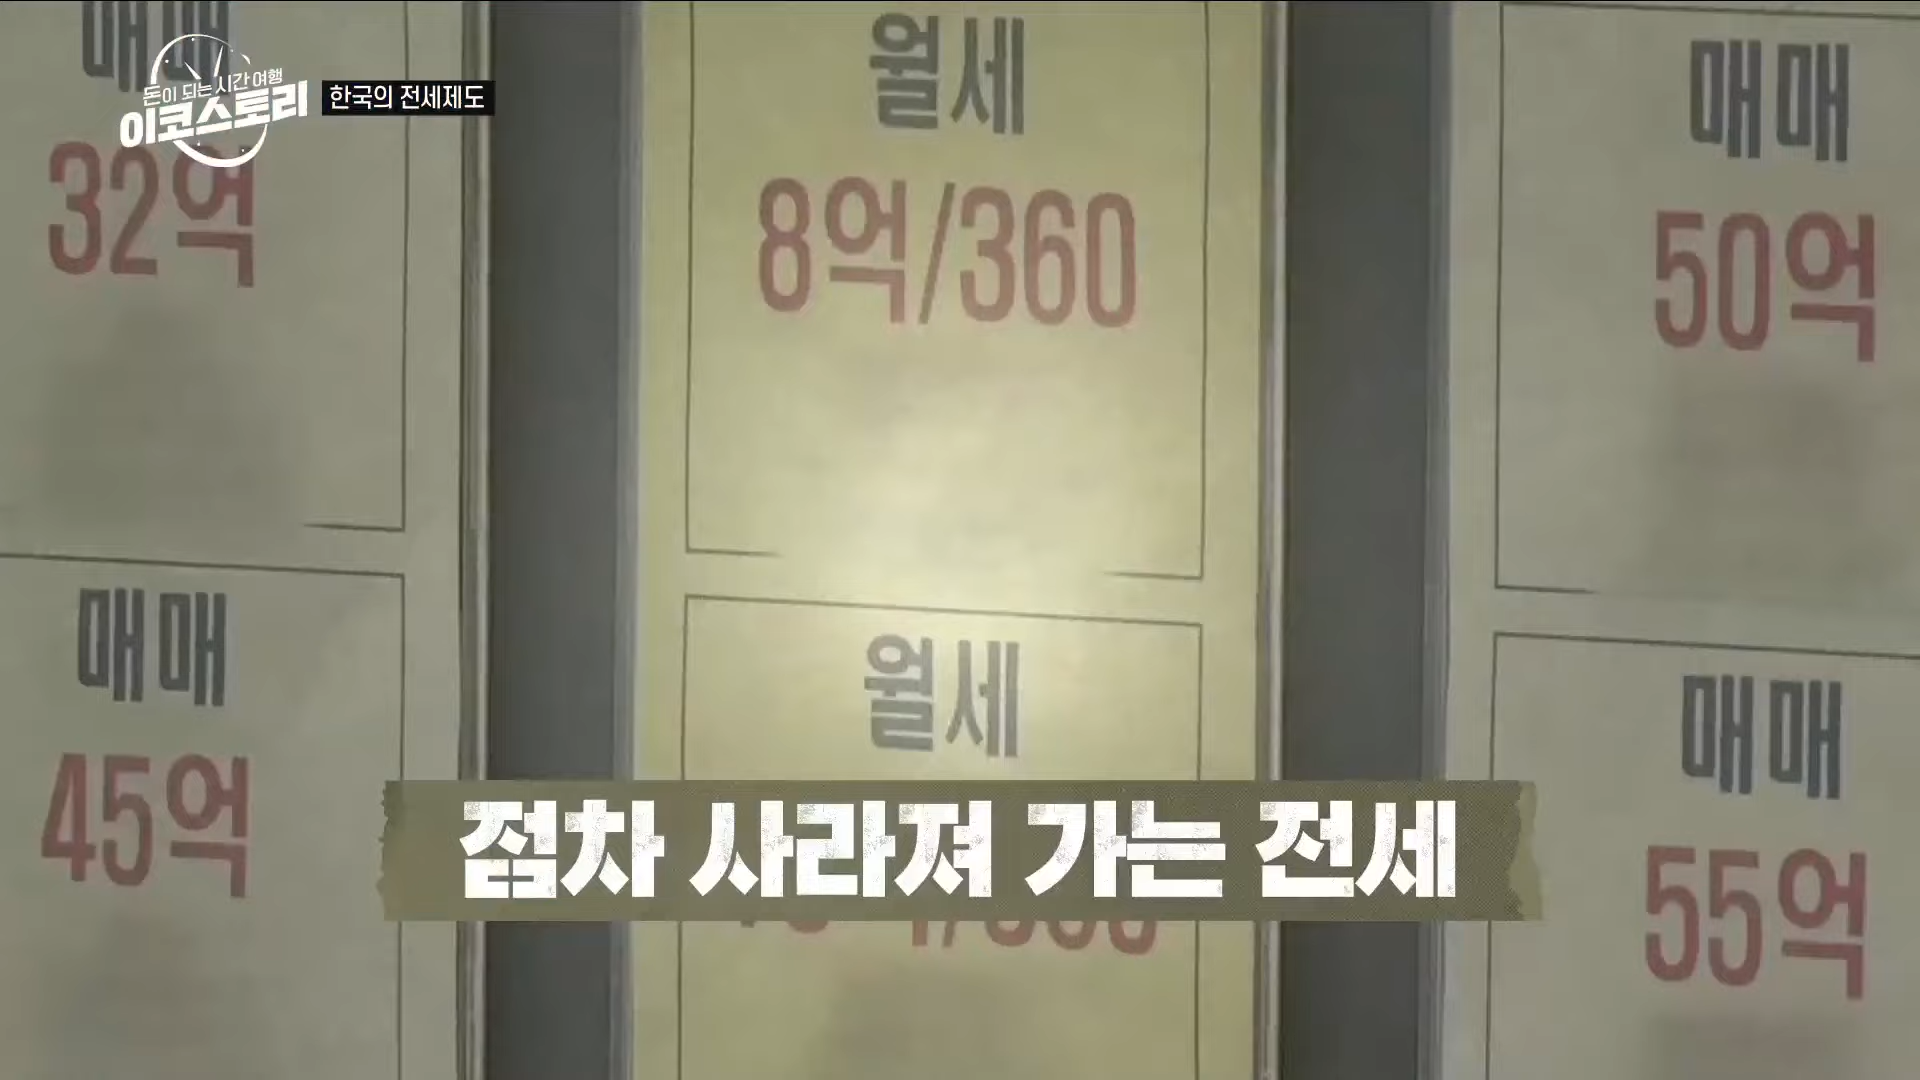 매매
돈이 되는 시간 여행
이코스토리
한국의 전세제도
32억
월세
8억/360
매매
50억
매매
45억
월세
매매
55억
점차 사라져 가는 전세